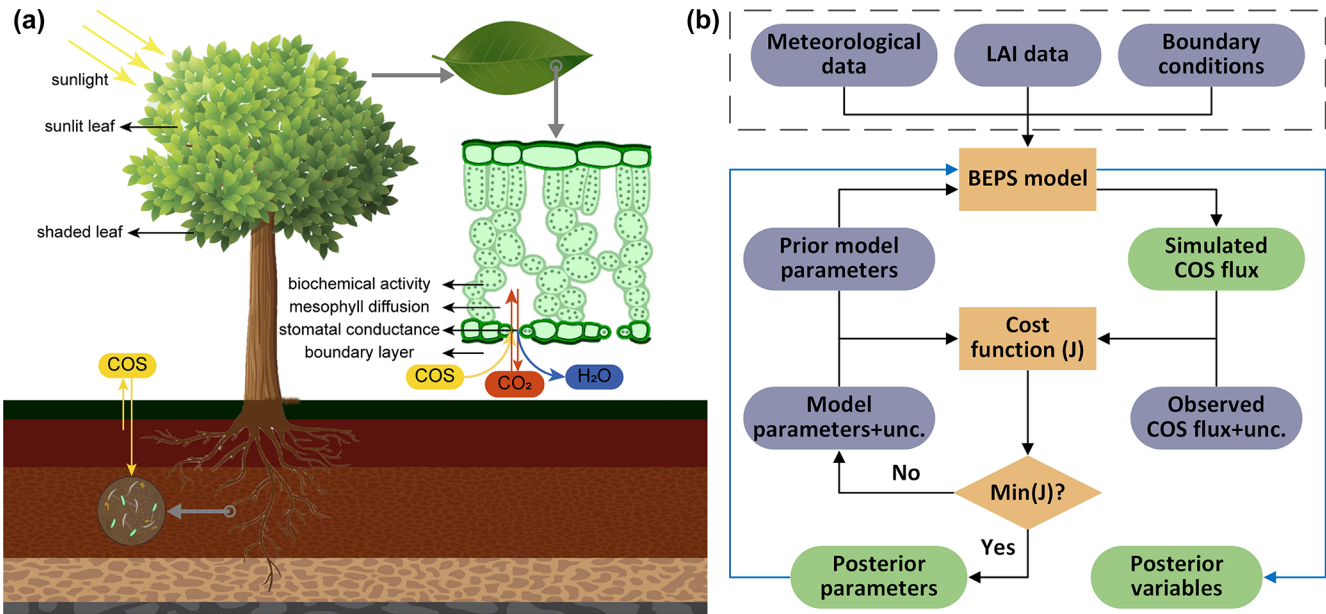 (a)
sunlight
sunlit leaf
shaded leaf
biochemical activity
mesophyll diffusion
stomatal conductance
boundary layer
COS
CO₂
H₂O
COS
(b)
Meteorological
data
LAI data
Boundary
conditions
BEPS model
Prior model
parameters
Simulated
COS flux
Cost
function (J)
Model
parameters+unc.
Observed
COS flux+unc.
No
Min(J)?
Yes
Posterior
parameters
Posterior
variables